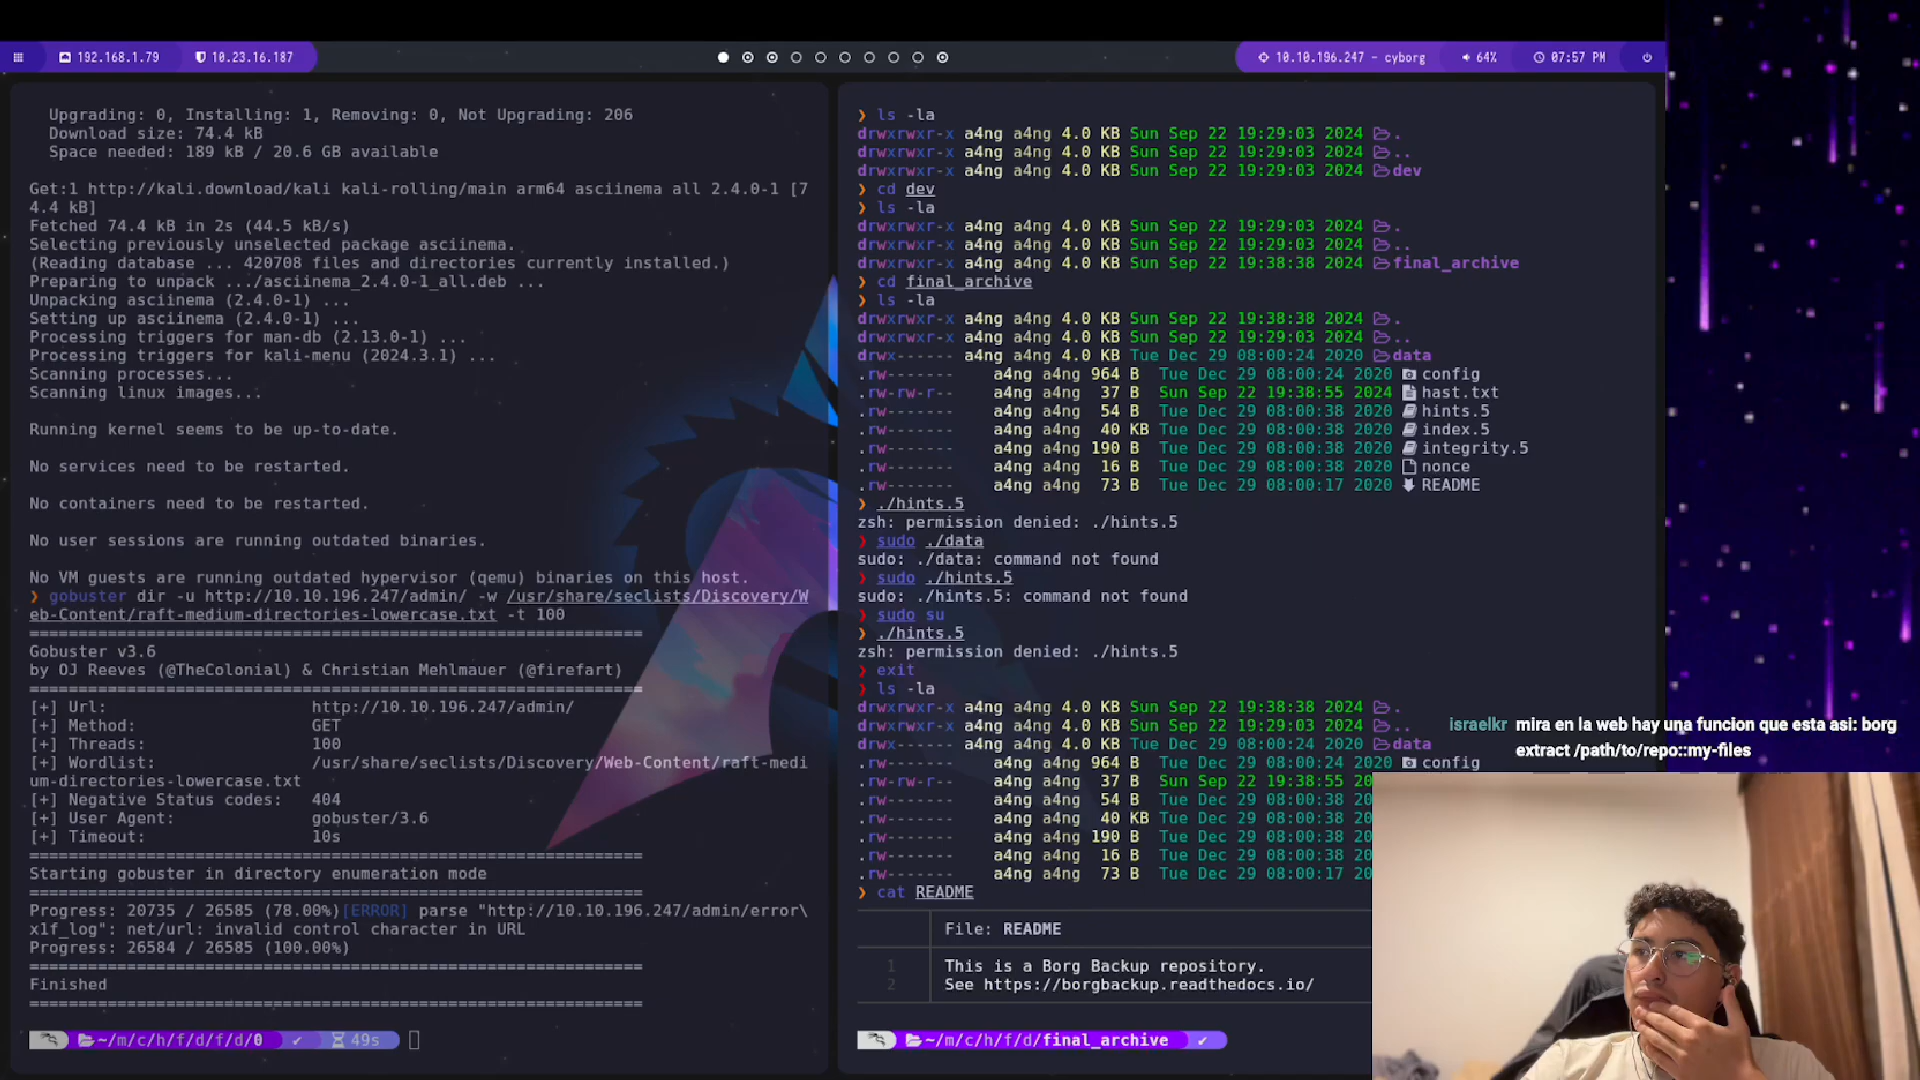 192.168.1.79
10.23.16.187
10.10.196.247 - cyborg
64%
07:57 PM
Upgrading: 0, Installing: 1, Removing: 0, Not Upgrading: 206
Download size: 74.4 kB
Space needed: 189 kB / 20.6 GB available
Get:1 http://kali.download/kali kali-rolling/main arm64 asciinema all 2.4.0-1 [7
4.4 kB]
Fetched 74.4 kB in 2s (44.5 kB/s)
Selecting previously unselected package asciinema.
(Reading database ... 420708 files and directories currently installed.)
Preparing to unpack .../asciinema_2.4.0-1_all.deb ...
Unpacking asciinema (2.4.0-1) ...
Setting up asciinema (2.4.0-1) ...
Processing triggers for man-db (2.13.0-1) ...
Processing triggers for kali-menu (2024.3.1) ...
Scanning processes...
Scanning linux images...
Running kernel seems to be up-to-date.
No services need to be restarted.
No containers need to be restarted.
No user sessions are running outdated binaries.
No VM guests are running outdated hypervisor (qemu) binaries on this host.
❯ gobuster dir -u http://10.10.196.247/admin/ -w /usr/share/seclists/Discovery/W
eb-Content/raft-medium-directories-lowercase.txt -t 100
===============================================================
Gobuster v3.6
by OJ Reeves (@TheColonial) & Christian Mehlmauer (@firefart)
===============================================================
[+] Url: http://10.10.196.247/admin/
[+] Method: GET
[+] Threads: 100
[+] Wordlist: /usr/share/seclists/Discovery/Web-Content/raft-medi
um-directories-lowercase.txt
[+] Negative Status codes: 404
[+] User Agent: gobuster/3.6
[+] Timeout: 10s
===============================================================
Starting gobuster in directory enumeration mode
===============================================================
Progress: 20735 / 26585 (78.00%)[ERROR] parse "http://10.10.196.247/admin/error\
x1f_log": net/url: invalid control character in URL
Progress: 26584 / 26585 (100.00%)
===============================================================
Finished
===============================================================
~/m/c/h/f/d/f/d/0 ✔ 49s
❯ ls -la
drwxrwxr-x a4ng a4ng 4.0 KB Sun Sep 22 19:29:03 2024 .
drwxrwxr-x a4ng a4ng 4.0 KB Sun Sep 22 19:29:03 2024 ..
drwxrwxr-x a4ng a4ng 4.0 KB Sun Sep 22 19:29:03 2024 dev
❯ cd dev
❯ ls -la
drwxrwxr-x a4ng a4ng 4.0 KB Sun Sep 22 19:29:03 2024 .
drwxrwxr-x a4ng a4ng 4.0 KB Sun Sep 22 19:29:03 2024 ..
drwxrwxr-x a4ng a4ng 4.0 KB Sun Sep 22 19:38:38 2024 final_archive
❯ cd final_archive
❯ ls -la
drwxrwxr-x a4ng a4ng 4.0 KB Sun Sep 22 19:38:38 2024 .
drwxrwxr-x a4ng a4ng 4.0 KB Sun Sep 22 19:29:03 2024 ..
drwx------ a4ng a4ng 4.0 KB Tue Dec 29 08:00:24 2020 data
.rw------- a4ng a4ng 964 B Tue Dec 29 08:00:24 2020 config
.rw-rw-r-- a4ng a4ng 37 B Sun Sep 22 19:38:55 2024 hast.txt
.rw------- a4ng a4ng 54 B Tue Dec 29 08:00:38 2020 hints.5
.rw------- a4ng a4ng 40 KB Tue Dec 29 08:00:38 2020 index.5
.rw------- a4ng a4ng 190 B Tue Dec 29 08:00:38 2020 integrity.5
.rw------- a4ng a4ng 16 B Tue Dec 29 08:00:38 2020 nonce
.rw------- a4ng a4ng 73 B Tue Dec 29 08:00:17 2020 README
❯ ./hints.5
zsh: permission denied: ./hints.5
❯ sudo ./data
sudo: ./data: command not found
❯ sudo ./hints.5
sudo: ./hints.5: command not found
❯ sudo su
❯ ./hints.5
zsh: permission denied: ./hints.5
❯ exit
❯ ls -la
drwxrwxr-x a4ng a4ng 4.0 KB Sun Sep 22 19:38:38 2024 .
drwxrwxr-x a4ng a4ng 4.0 KB Sun Sep 22 19:29:03 2024 ..
drwx------ a4ng a4ng 4.0 KB Tue Dec 29 08:00:24 2020 data
.rw------- a4ng a4ng 964 B Tue Dec 29 08:00:24 2020 config
.rw-rw-r-- a4ng a4ng 37 B Sun Sep 22 19:38:55 20
.rw------- a4ng a4ng 54 B Tue Dec 29 08:00:38 20
.rw------- a4ng a4ng 40 KB Tue Dec 29 08:00:38 20
.rw------- a4ng a4ng 190 B Tue Dec 29 08:00:38 20
.rw------- a4ng a4ng 16 B Tue Dec 29 08:00:38 20
.rw------- a4ng a4ng 73 B Tue Dec 29 08:00:17 20
❯ cat README
File: README
1 This is a Borg Backup repository.
2 See https://borgbackup.readthedocs.io/
~/m/c/h/f/d/final_archive ✔
israelkr mira en la web hay una funcion que esta asi: borg
extract /path/to/repo::my-files